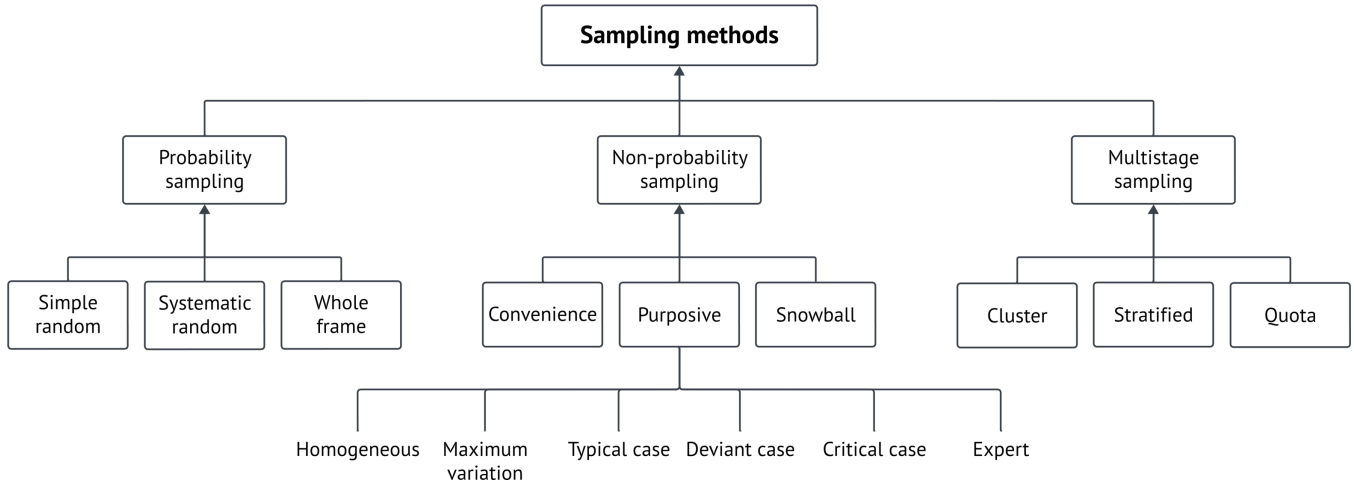 Sampling methods
Probability
sampling
Non-probability
sampling
Multistage
sampling
Simple
random
Systematic
random
Whole
frame
Convenience
Purposive
Snowball
Cluster
Stratified
Quota
Homogeneous
Maximum
variation
Typical case
Deviant case
Critical case
Expert